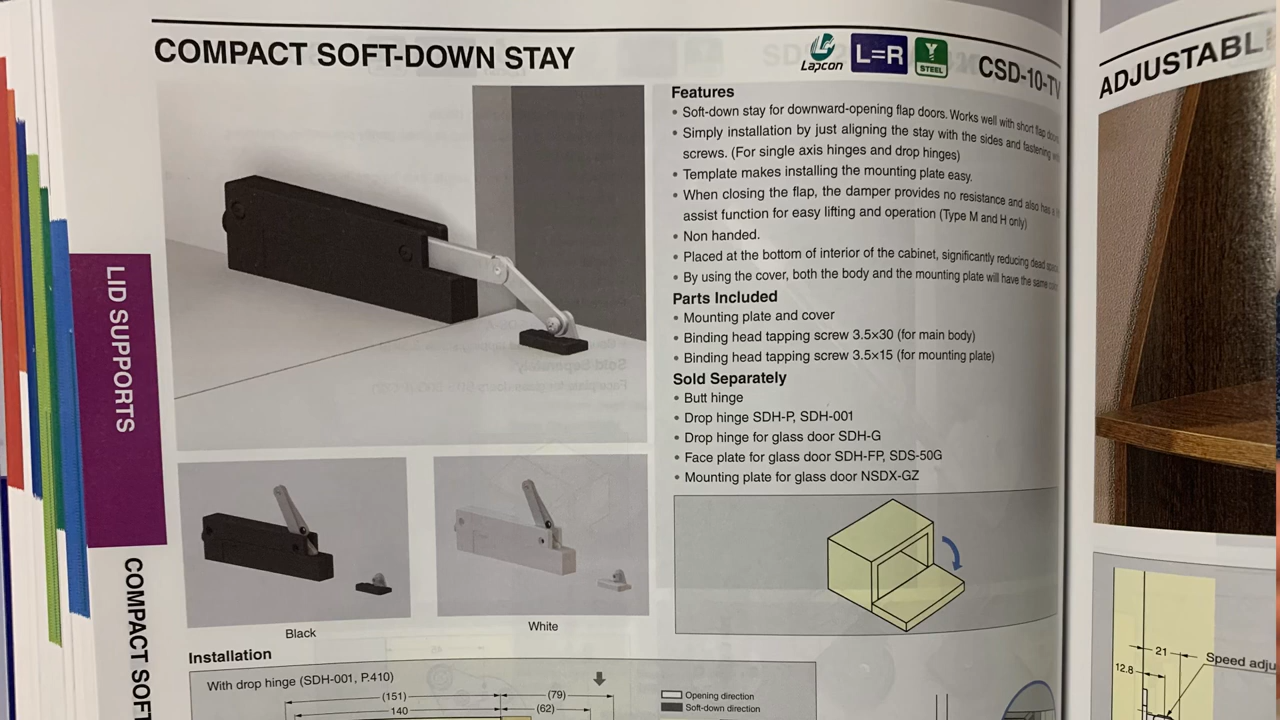 COMPACT SOFT-DOWN STAY
Lapcon
L=R
STEEL
CSD-10-TV
ADJUSTABL
Features
• Soft-down stay for downward-opening flap doors. Works well with short flap doors.
• Simply installation by just aligning the stay with the sides and fastening with
screws. (For single axis hinges and drop hinges)
• Template makes installing the mounting plate easy.
• When closing the flap, the damper provides no resistance and also has a
assist function for easy lifting and operation (Type M and H only)
• Non handed.
• Placed at the bottom of interior of the cabinet, significantly reducing dead
• By using the cover, both the body and the mounting plate will have the same
Parts Included
• Mounting plate and cover
• Binding head tapping screw 3.5×30 (for main body)
• Binding head tapping screw 3.5×15 (for mounting plate)
Sold Separately
• Butt hinge
• Drop hinge SDH-P, SDH-001
• Drop hinge for glass door SDH-G
• Face plate for glass door SDH-FP, SDS-50G
• Mounting plate for glass door NSDX-GZ
LID SUPPORTS
COMPACT SOFT
Black
White
Installation
With drop hinge (SDH-001, P.410)
(151)
(79)
140
(62)
Opening direction
Soft-down direction
21
12.8
Speed adju